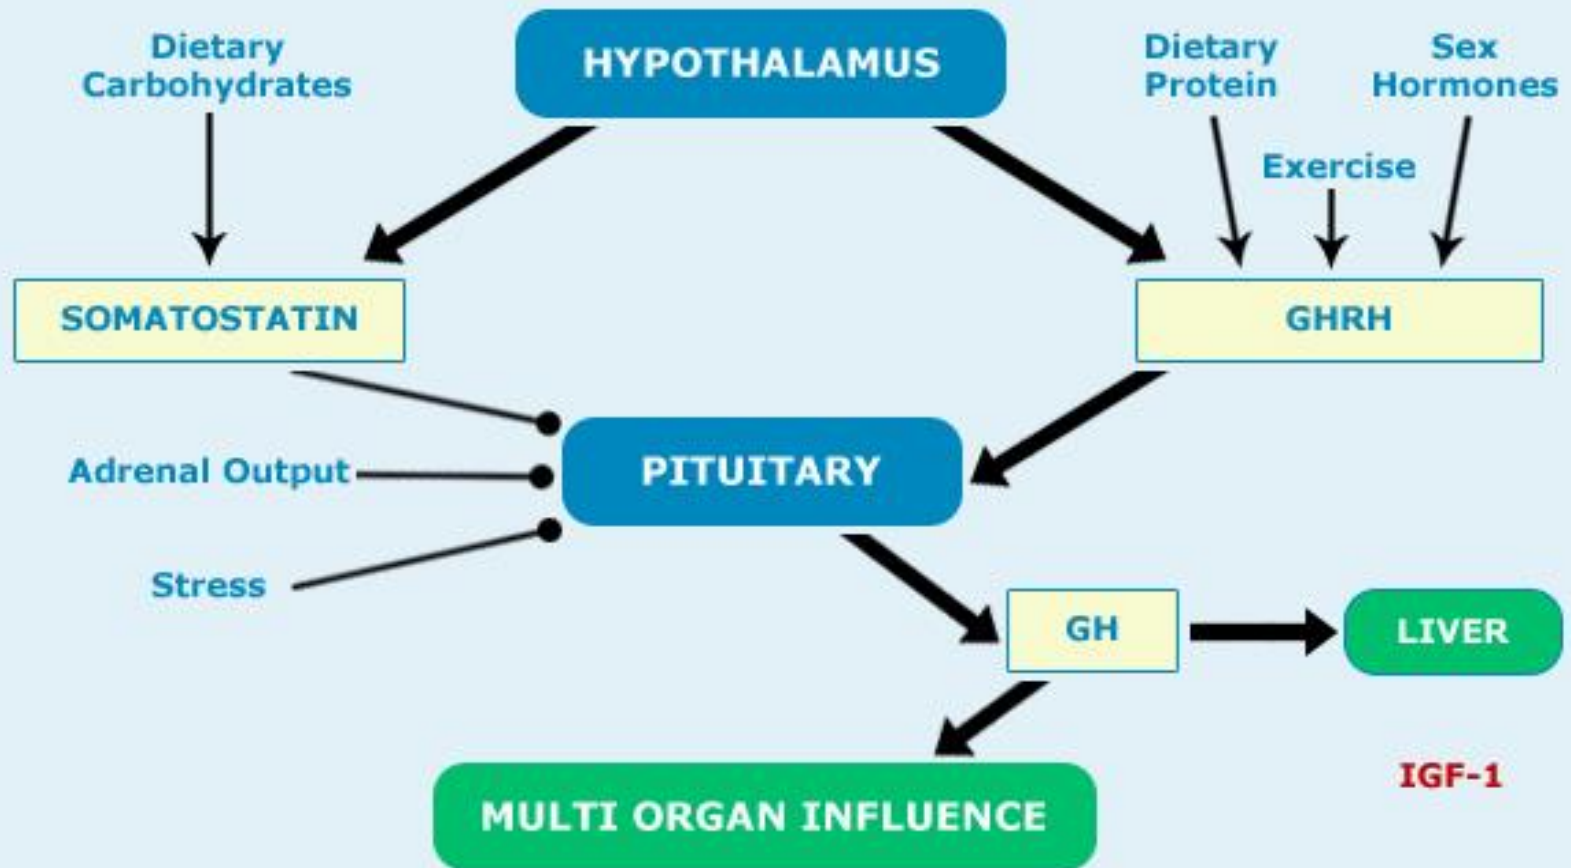 HYPOTHALAMUS
Dietary
Carbohydrates
Dietary
Protein
Sex
Hormones
Exercise
SOMATOSTATIN
GHRH
Adrenal Output
PITUITARY
Stress
GH
LIVER
IGF-1
MULTI ORGAN INFLUENCE